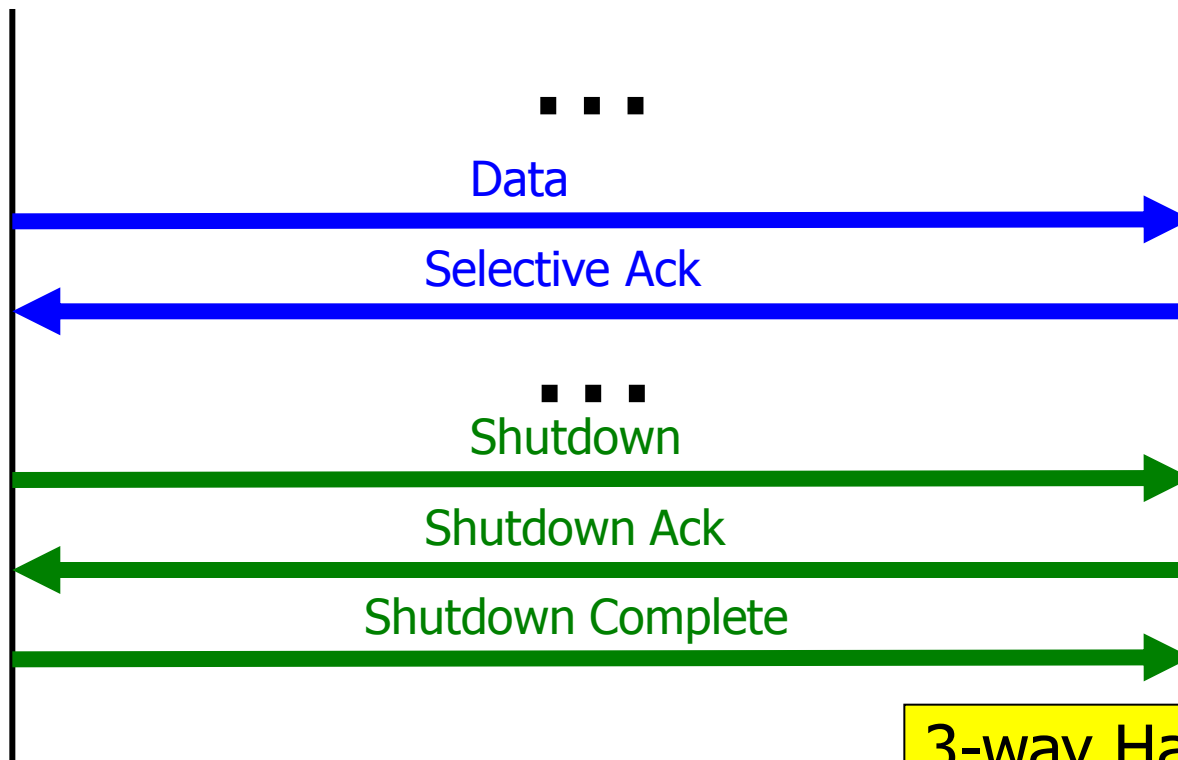 ...
Data
Selective Ack
...
Shutdown
Shutdown Ack
Shutdown Complete
3-way